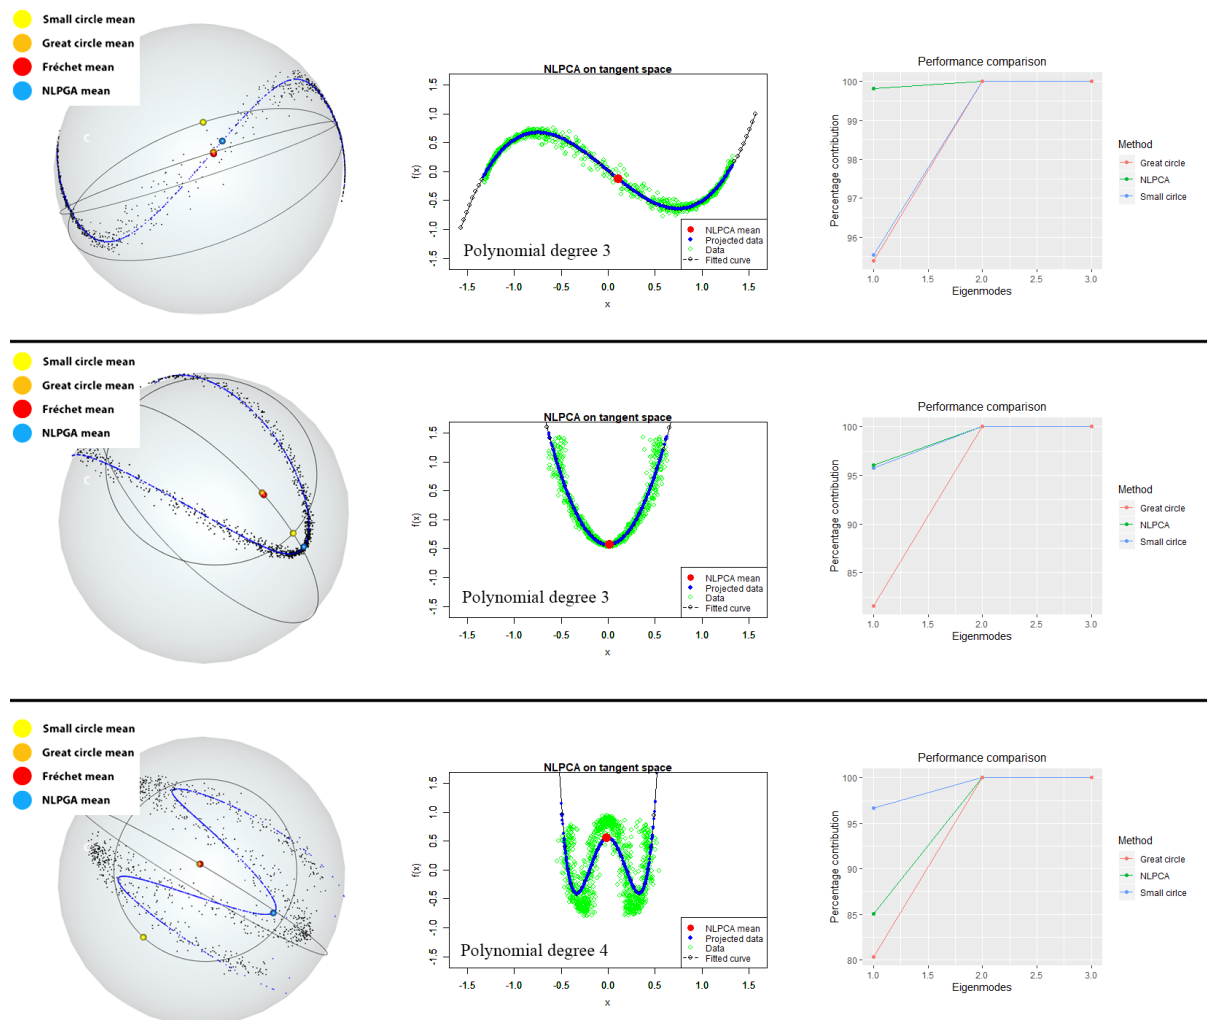 Small circle mean
Great circle mean
Fréchet mean
NLPGA mean
C
NLPCA on tangent space
1.5
1.0
0.5
0.0
-0.5
-1.0
-1.5
f(x)
Polynomial degree 3
NLPCA mean
Projected data
Data
Fitted curve
-1.5 -1.0 -0.5 0.0 0.5 1.0 1.5
x
Performance comparison
Percentage contribution
100
99
98
97
96
1.0 1.5 2.0 2.5 3.0
Eigenmodes
Method
Great circle
NLPCA
Small cirlce
Small circle mean
Great circle mean
Fréchet mean
NLPGA mean
C
NLPCA on tangent space
1.5
1.0
0.5
0.0
-0.5
-1.0
-1.5
f(x)
Polynomial degree 3
NLPCA mean
Projected data
Data
Fitted curve
-1.5 -1.0 -0.5 0.0 0.5 1.0 1.5
x
Performance comparison
Percentage contribution
100
95
90
85
1.0 1.5 2.0 2.5 3.0
Eigenmodes
Method
Great circle
NLPCA
Small cirlce
Small circle mean
Great circle mean
Fréchet mean
NLPGA mean
NLPCA on tangent space
1.5
1.0
0.5
0.0
-0.5
-1.0
-1.5
f(x)
Polynomial degree 4
NLPCA mean
Projected data
Data
Fitted curve
-1.5 -1.0 -0.5 0.0 0.5 1.0 1.5
x
Performance comparison
Percentage contribution
100
95
90
85
80
1.0 1.5 2.0 2.5 3.0
Eigenmodes
Method
Great circle
NLPCA
Small cirlce